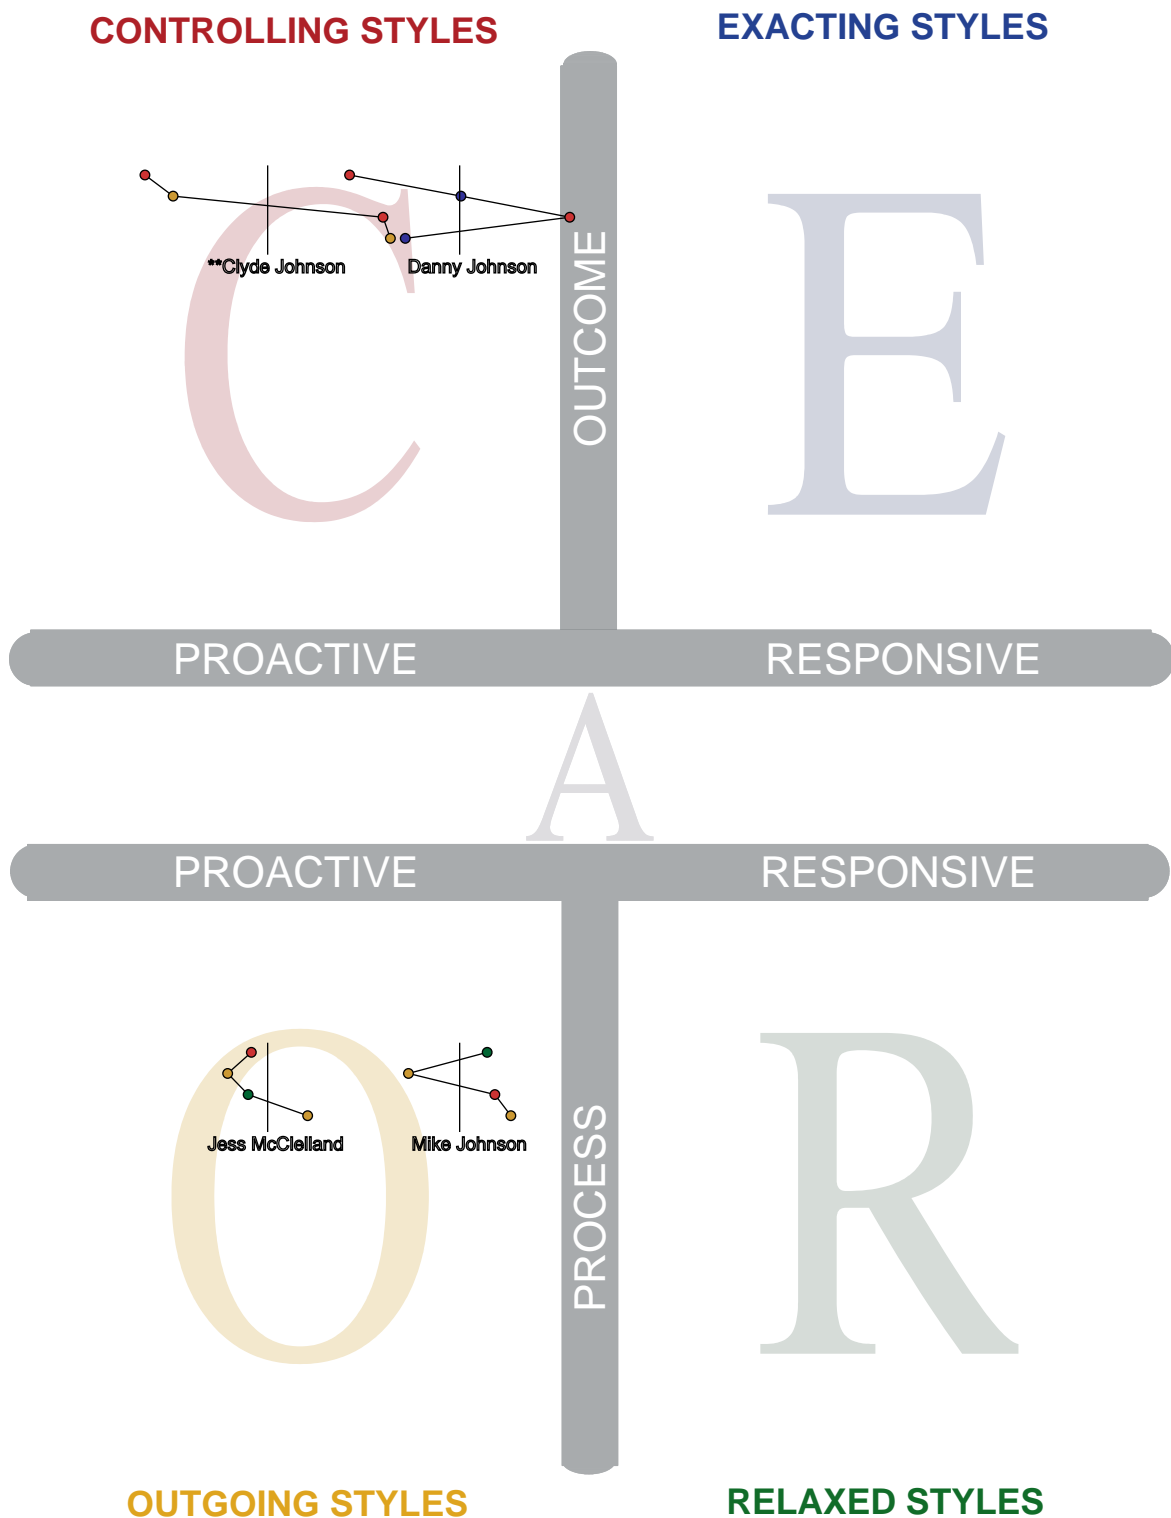 CONTROLLING STYLES
EXACTING STYLES
C
E
**Clyde Johnson
Danny Johnson
OUTCOME
PROACTIVE
RESPONSIVE
A
PROACTIVE
RESPONSIVE
O
R
Jess McClelland
Mike Johnson
PROCESS
OUTGOING STYLES
RELAXED STYLES